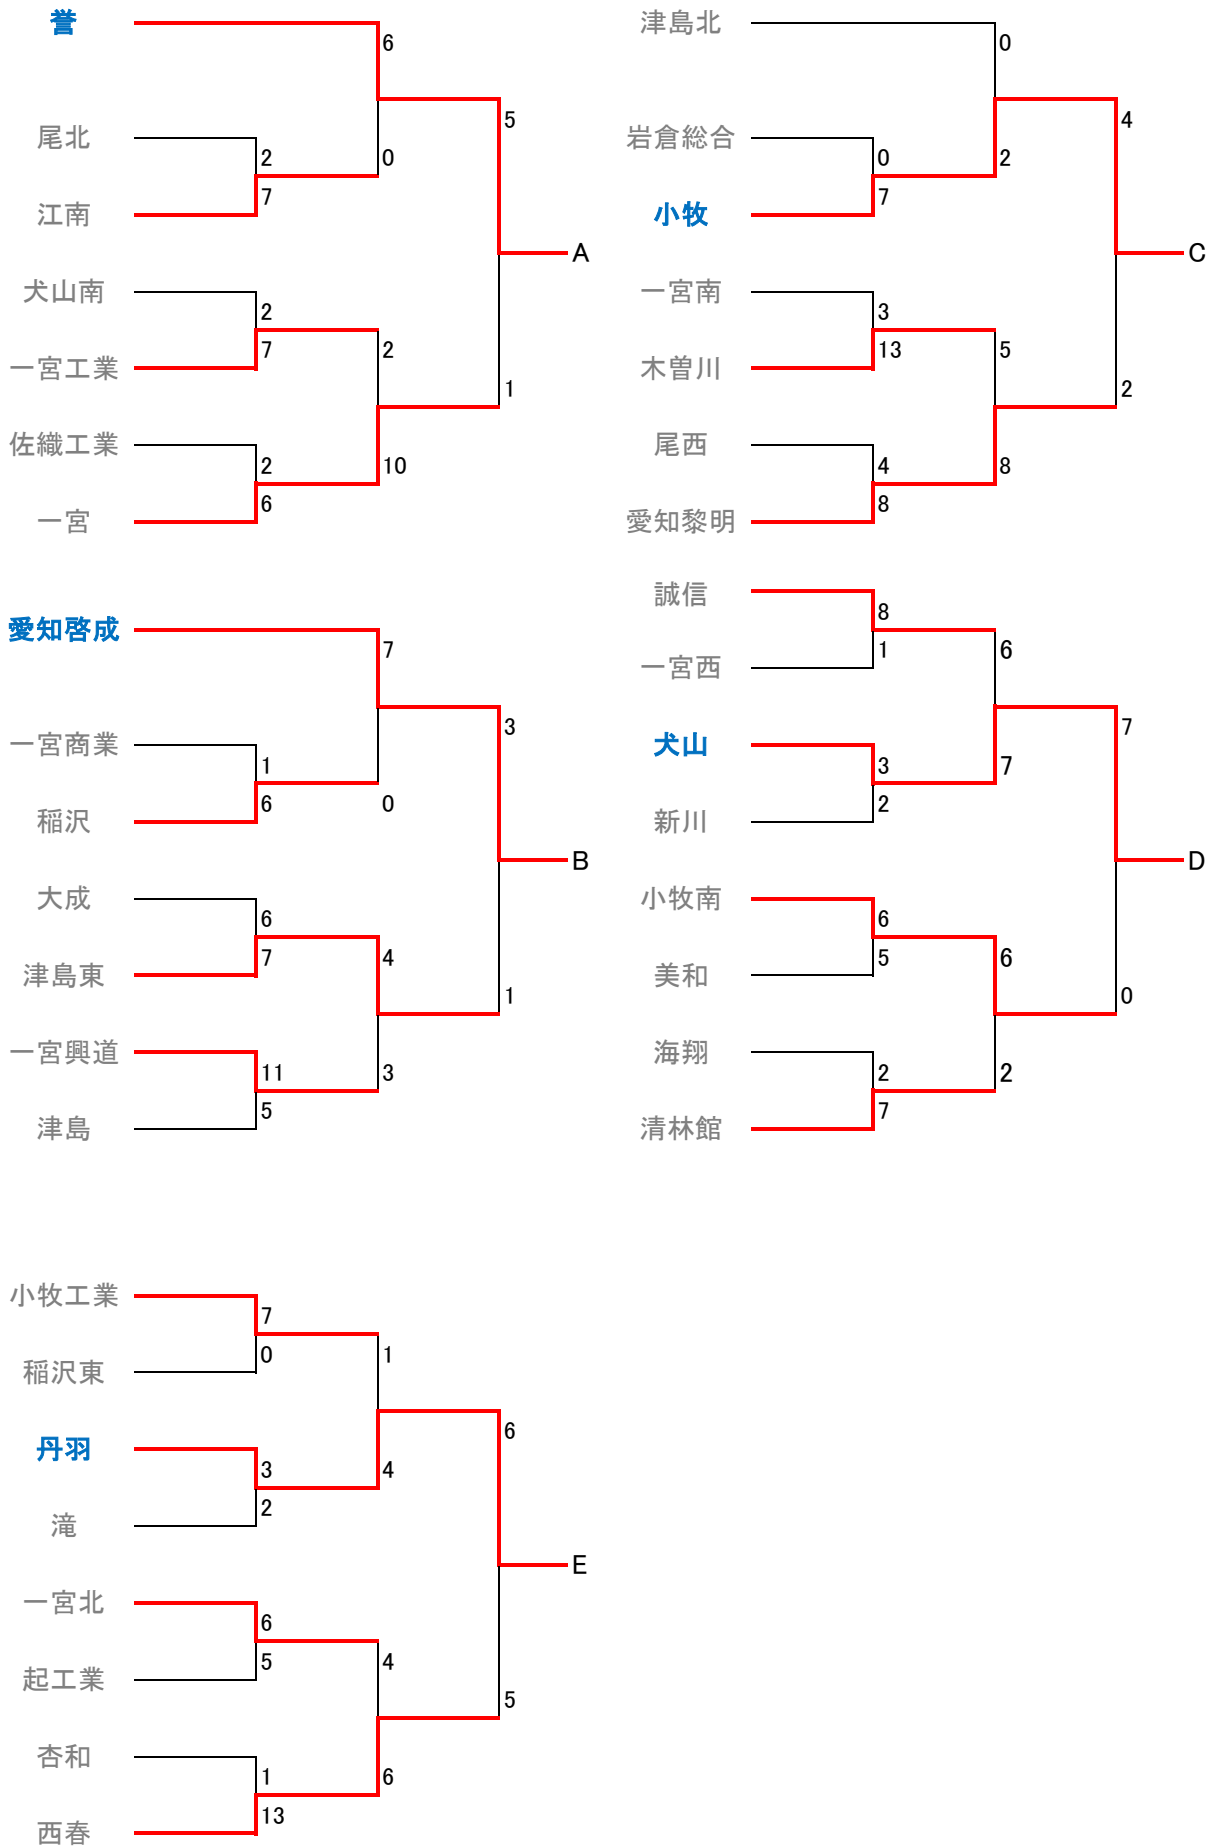 誉
6
5
尾北
2
0
7
江南
A
犬山南
2
7
2
一宮工業
1
佐織工業
2
10
6
一宮
津島北
0
4
岩倉総合
0
2
7
小牧
C
一宮南
3
13
5
木曽川
2
尾西
4
8
8
愛知黎明
愛知啓成
7
3
一宮商業
1
6
0
稲沢
B
大成
6
7
4
津島東
1
一宮興道
11
3
5
津島
誠信
8
1
6
一宮西
7
犬山
3
7
2
新川
D
小牧南
6
5
6
美和
0
海翔
2
2
7
清林館
小牧工業
7
0
1
稲沢東
6
丹羽
3
4
2
滝
E
一宮北
6
5
4
起工業
5
杏和
1
6
13
西春